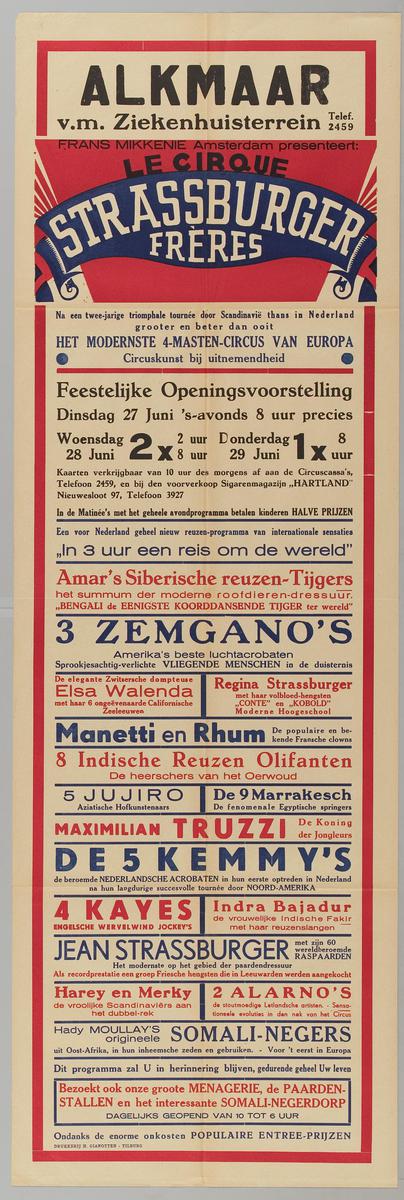 ALKMAAR
v.m. Ziekenhuisterrein Telef. 2459
FRANS MIKKENIE Amsterdam presenteert:
LE CIRQUE
STRASSBURGER
FRÈRES
Na een twee-jarige triomphale tournée door Scandinavië thans in Nederland
grooter en beter dan ooit
HET MODERNSTE 4-MASTEN-CIRCUS VAN EUROPA
Circuskunst bij uitnemendheid
Feestelijke Openingsvoorstelling
Dinsdag 27 Juni 's-avonds 8 uur precies
Woensdag 28 Juni 2x 2 uur 8 uur Donderdag 29 Juni 1x 8 uur
Kaarten verkrijgbaar van 10 uur des morgens af aan de Circuscassa's,
Telefoon 2459, en bij den voorverkoop Sigarenmagazijn „HARTLAND"
Nieuwesloot 97, Telefoon 3927
In de Matinée's met het geheele avondprogramma betalen kinderen HALVE PRIJZEN
Een voor Nederland geheel nieuw reuzen-programma van internationale sensaties
„In 3 uur een reis om de wereld"
Amar's Siberische reuzen-Tijgers
het summum der moderne roofdieren-dressuur.
„BENGALI de EENIGSTE KOORDDANSENDE TIJGER ter wereld"
3 ZEMGANO'S
Amerika's beste luchtacrobaten
Sprookjesachtig-verlichte VLIEGENDE MENSCHEN in de duisternis
De elegante Zwitsersche dompteuse
Elsa Walenda
met haar 6 ongeëvenaarde Californische
Zeeleeuwen
Regina Strassburger
met haar volbloed-hengsten
„CONTE" en „KOBOLD"
Moderne Hoogeschool
Manetti en Rhum De populaire en be-
kende Fransche clowns
8 Indische Reuzen Olifanten
De heerschers van het Oerwoud
5 JUJIRO
Aziatische Hofkunstenaars
De 9 Marrakesch
De fenomenale Egyptische springers
MAXIMILIAN TRUZZI De Koning
der Jongleurs
DE 5 KEMMY'S
de beroemde NEDERLANDSCHE ACROBATEN in hun eerste optreden in Nederland
na hun langdurige succesvolle tournée door NOORD-AMERIKA
4 KAYES
ENGELSCHE WERVELWIND JOCKEY'S
Indra Bajadur
de vrouwelijke Indische Fakir
met haar reuzenslangen
JEAN STRASSBURGER met zijn 60
wereldberoemde
RASPAARDEN
Het modernste op het gebied der paardendressuur
Als recordprestatie een groep Friesche hengsten die in Leeuwarden werden aangekocht
Harey en Merky
de vroolijke Scandinaviërs aan
het dubbel-rek
2 ALARNO'S
de stoutmoedige Letlandsche artisten. - Sensa-
tioneele evoluties in den nok van het Circus
Hady MOULLAY'S
origineele SOMALI-NEGERS
uit Oost-Afrika, in hun inheemsche zeden en gebruiken. - Voor 't eerst in Europa
Dit programma zal U in herinnering blijven, gedurende geheel Uw leven
Bezoekt ook onze groote MENAGERIE, de PAARDEN-
STALLEN en het interessante SOMALI-NEGERDORP
DAGELIJKS GEOPEND VAN 10 TOT 6 UUR
Ondanks de enorme onkosten POPULAIRE ENTREE-PRIJZEN
DRUKKERIJ H. GIANOTTEN - TILBURG